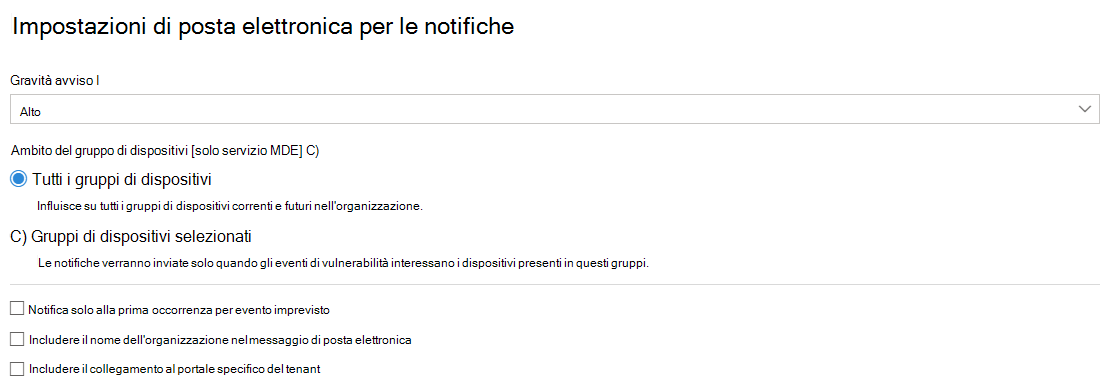 Impostazioni di posta elettronica per le notifiche
Gravità avviso I
Alto
Ambito del gruppo di dispositivi [solo servizio MDE] C)
Tutti i gruppi di dispositivi
Influisce su tutti i gruppi di dispositivi correnti e futuri nell'organizzazione.
C) Gruppi di dispositivi selezionati
Le notifiche verranno inviate solo quando gli eventi di vulnerabilità interessano i dispositivi presenti in questi gruppi.
Notifica solo alla prima occorrenza per evento imprevisto
Includere il nome dell'organizzazione nel messaggio di posta elettronica
Includere il collegamento al portale specifico del tenant